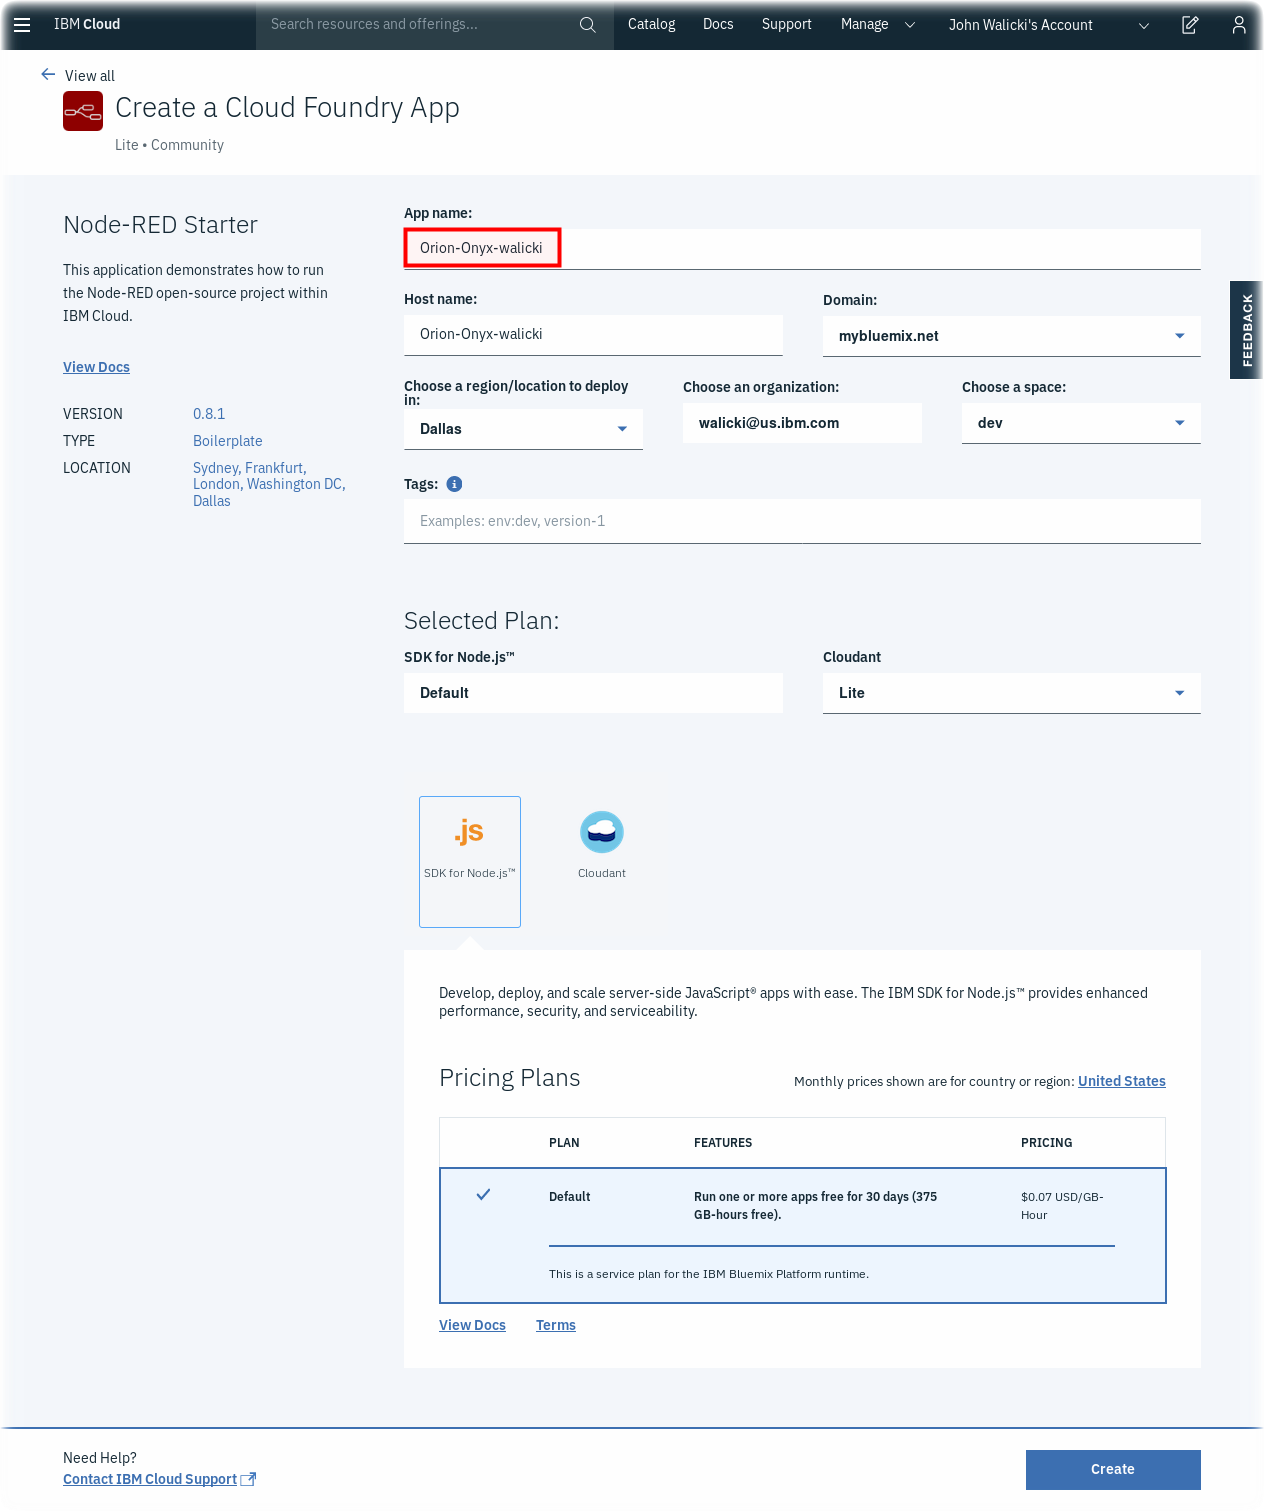 IBM Cloud
Search resources and offerings...
Catalog
Docs
Support
Manage
John Walicki's Account
View all
Create a Cloud Foundry App
Lite • Community
Node-RED Starter
This application demonstrates how to run
the Node-RED open-source project within
IBM Cloud.
View Docs
VERSION 0.8.1
TYPE Boilerplate
LOCATION Sydney, Frankfurt,
London, Washington DC,
Dallas
App name:
Orion-Onyx-walicki
Host name:
Orion-Onyx-walicki
Domain:
mybluemix.net
Choose a region/location to deploy
in:
Dallas
Choose an organization:
walicki@us.ibm.com
Choose a space:
dev
Tags:
Examples: env:dev, version-1
FEEDBACK
Selected Plan:
SDK for Node.js™
Default
Cloudant
Lite
.js
SDK for Node.js™
Cloudant
Develop, deploy, and scale server-side JavaScript® apps with ease. The IBM SDK for Node.js™ provides enhanced
performance, security, and serviceability.
Pricing Plans
Monthly prices shown are for country or region: United States
PLAN FEATURES PRICING
Default
Run one or more apps free for 30 days (375
GB-hours free).
$0.07 USD/GB-
Hour
This is a service plan for the IBM Bluemix Platform runtime.
View Docs
Terms
Need Help?
Contact IBM Cloud Support
Create